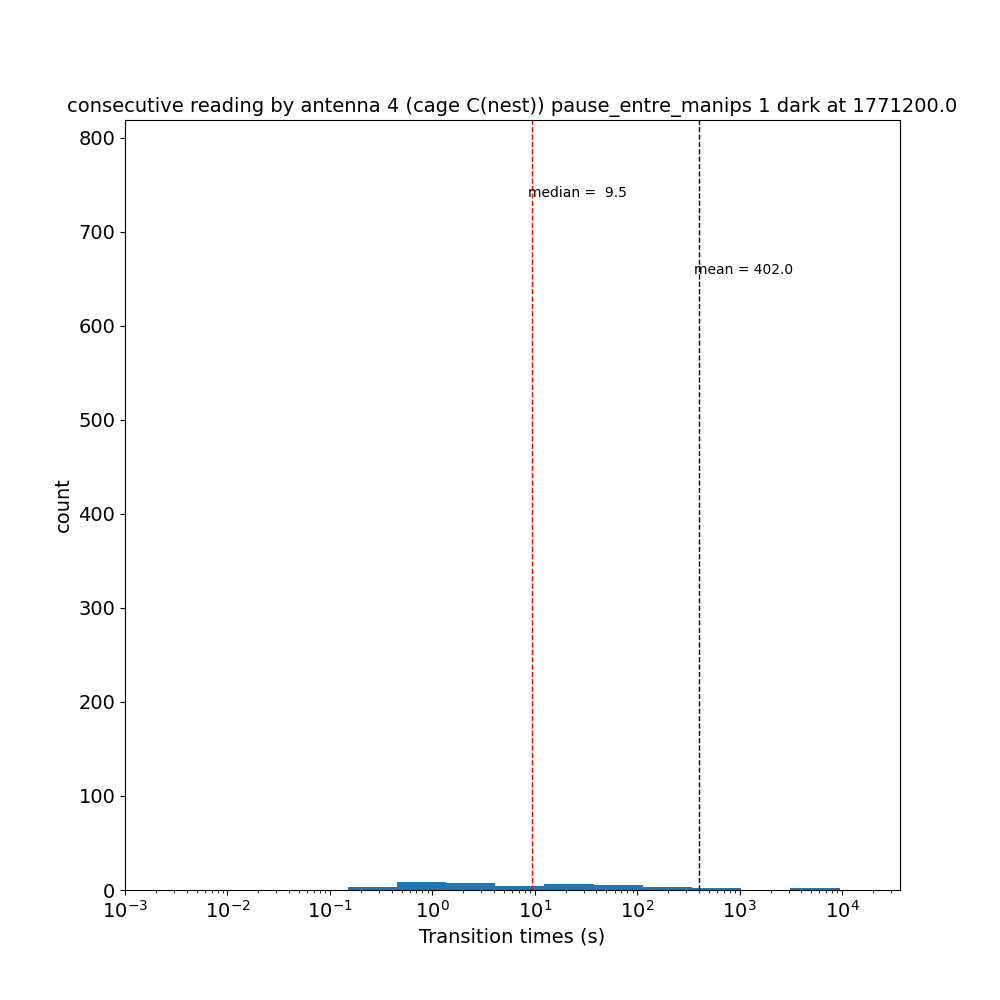 consecutive reading by antenna 4 (cage C(nest)) pause_entre_manips 1 dark at 1771200.0
800
700
600
500
400
300
200
100
0
count
median =  9.5
mean = 402.0
10⁻³ 10⁻² 10⁻¹ 10⁰ 10¹ 10² 10³ 10⁴
Transition times (s)